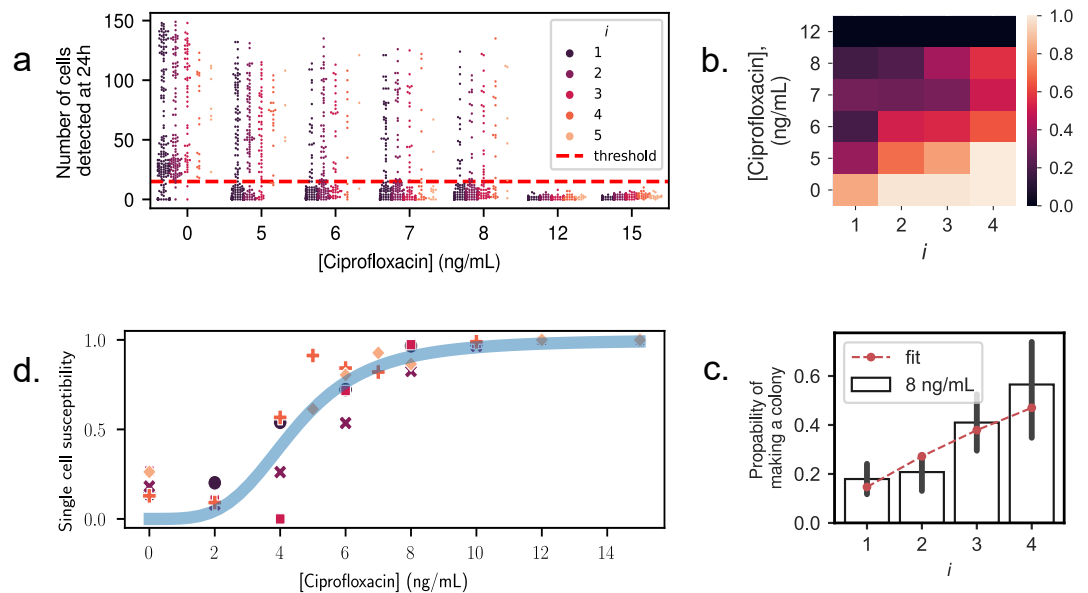 a
150
100
50
0
Number of cells
detected at 24h
i
1
2
3
4
5
threshold
0 5 6 7 8 12 15
[Ciprofloxacin] (ng/mL)
b.
[Ciprofloxacin],
(ng/mL)
12
8
7
6
5
0
1 2 3 4
i
1.0
0.8
0.6
0.4
0.2
0.0
d.
Single cell susceptibility
1.0
0.5
0.0
0 2 4 6 8 10 12 14
[Ciprofloxacin] (ng/mL)
c.
Propability of
making a colony
0.6
0.4
0.2
0.0
fit
8 ng/mL
1 2 3 4
i